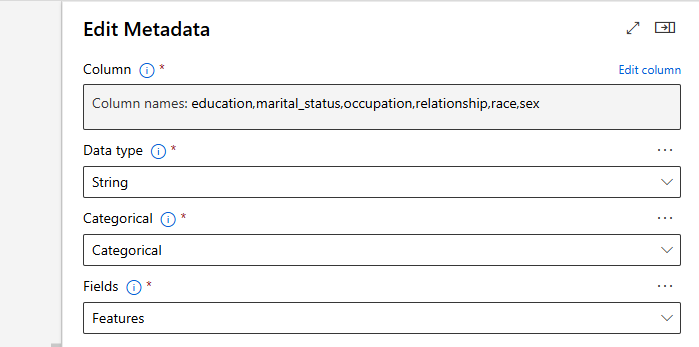 Edit Metadata
Column * Edit column
Column names: education,marital_status,occupation,relationship,race,sex
Data type * ...
String
Categorical * ...
Categorical
Fields * ...
Features